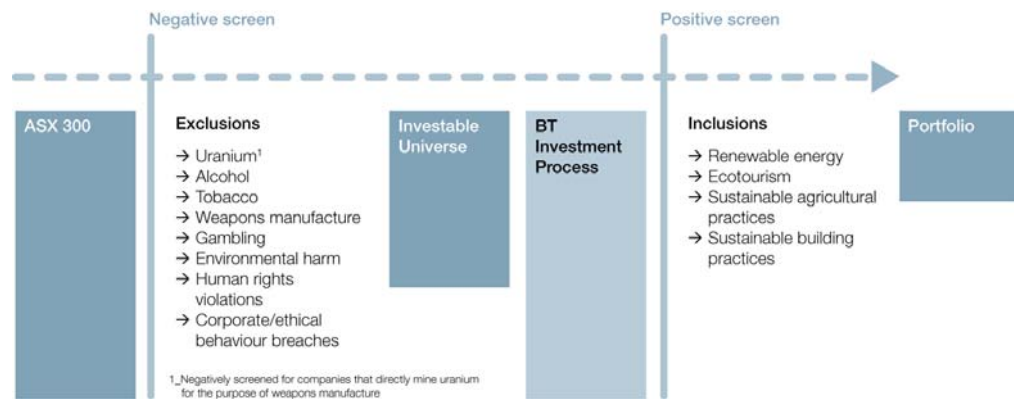 Negative screen
Positive screen
ASX 300
Exclusions
→ Uranium¹
→ Alcohol
→ Tobacco
→ Weapons manufacture
→ Gambling
→ Environmental harm
→ Human rights
violations
→ Corporate/ethical
behaviour breaches
1_Negatively screened for companies that directly mine uranium
for the purpose of weapons manufacture
Investable
Universe
BT
Investment
Process
Inclusions
→ Renewable energy
→ Ecotourism
→ Sustainable agricultural
practices
→ Sustainable building
practices
Portfolio